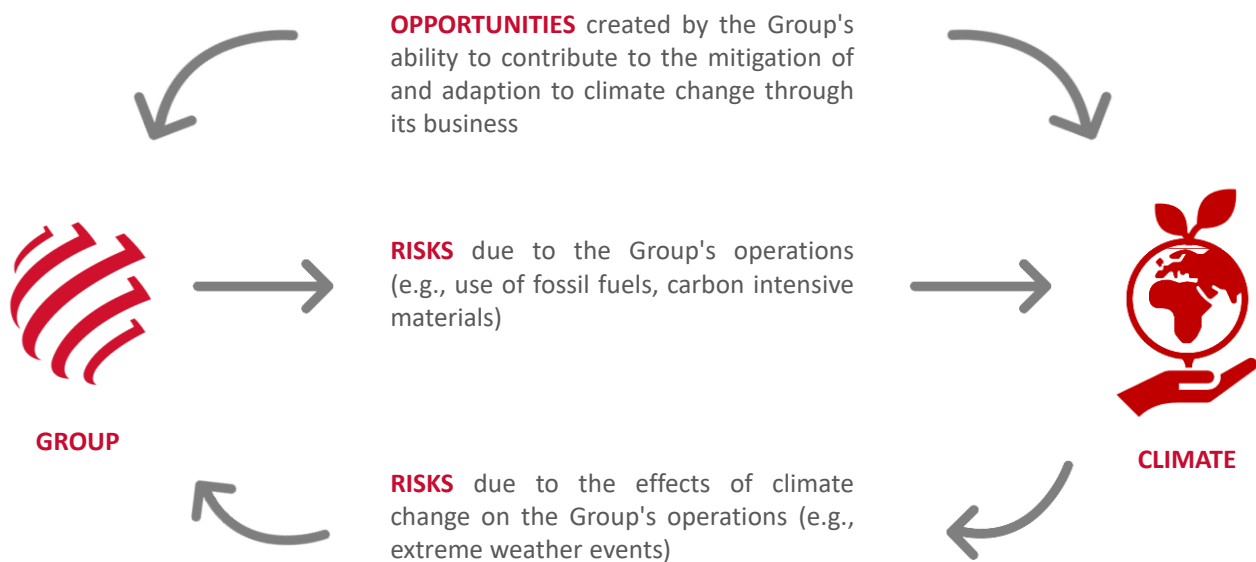 OPPORTUNITIES created by the Group's
ability to contribute to the mitigation of
and adaption to climate change through
its business
RISKS due to the Group's operations
(e.g., use of fossil fuels, carbon intensive
materials)
GROUP
CLIMATE
RISKS due to the effects of climate
change on the Group's operations (e.g.,
extreme weather events)